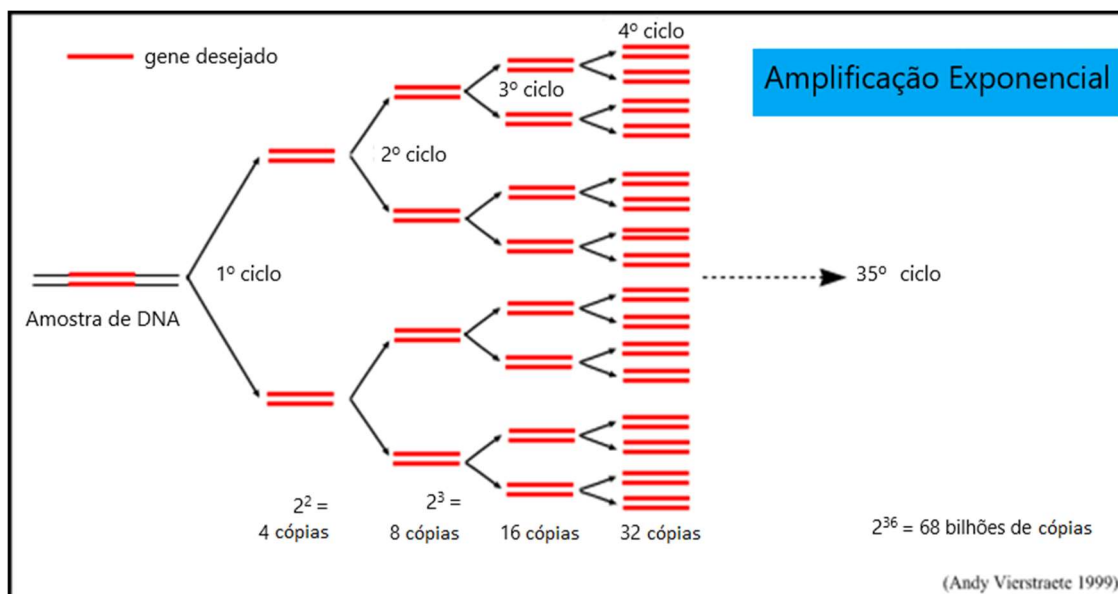 gene desejado
4º ciclo
Amplificação Exponencial
3º ciclo
2º ciclo
1º ciclo
35º ciclo
Amostra de DNA
2² =
4 cópias
2³ =
8 cópias
16 cópias
32 cópias
2³⁶ = 68 bilhões de cópias
(Andy Vierstraete 1999)